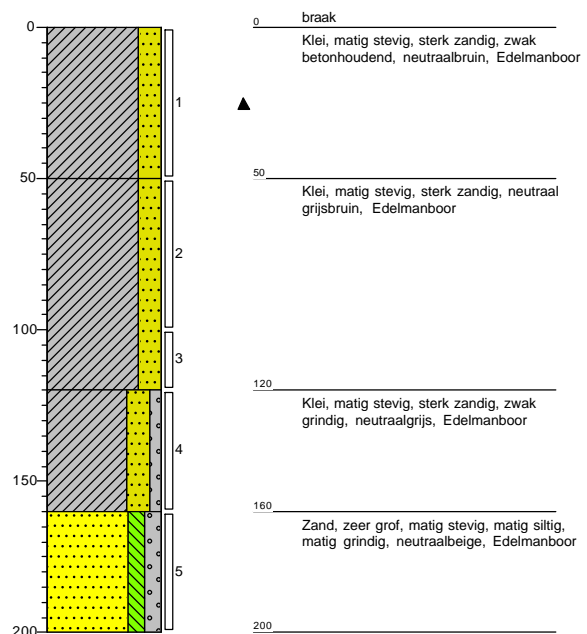 braak
0
0
Klei, matig stevig, sterk zandig, zwak
betonhoudend, neutraalbruin, Edelmanboor
1
50
50
Klei, matig stevig, sterk zandig, neutraal
grijsbruin, Edelmanboor
2
100
3
120
Klei, matig stevig, sterk zandig, zwak
grindig, neutraalgrijs, Edelmanboor
4
150
160
Zand, zeer grof, matig stevig, matig siltig,
matig grindig, neutraalbeige, Edelmanboor
5
200
200